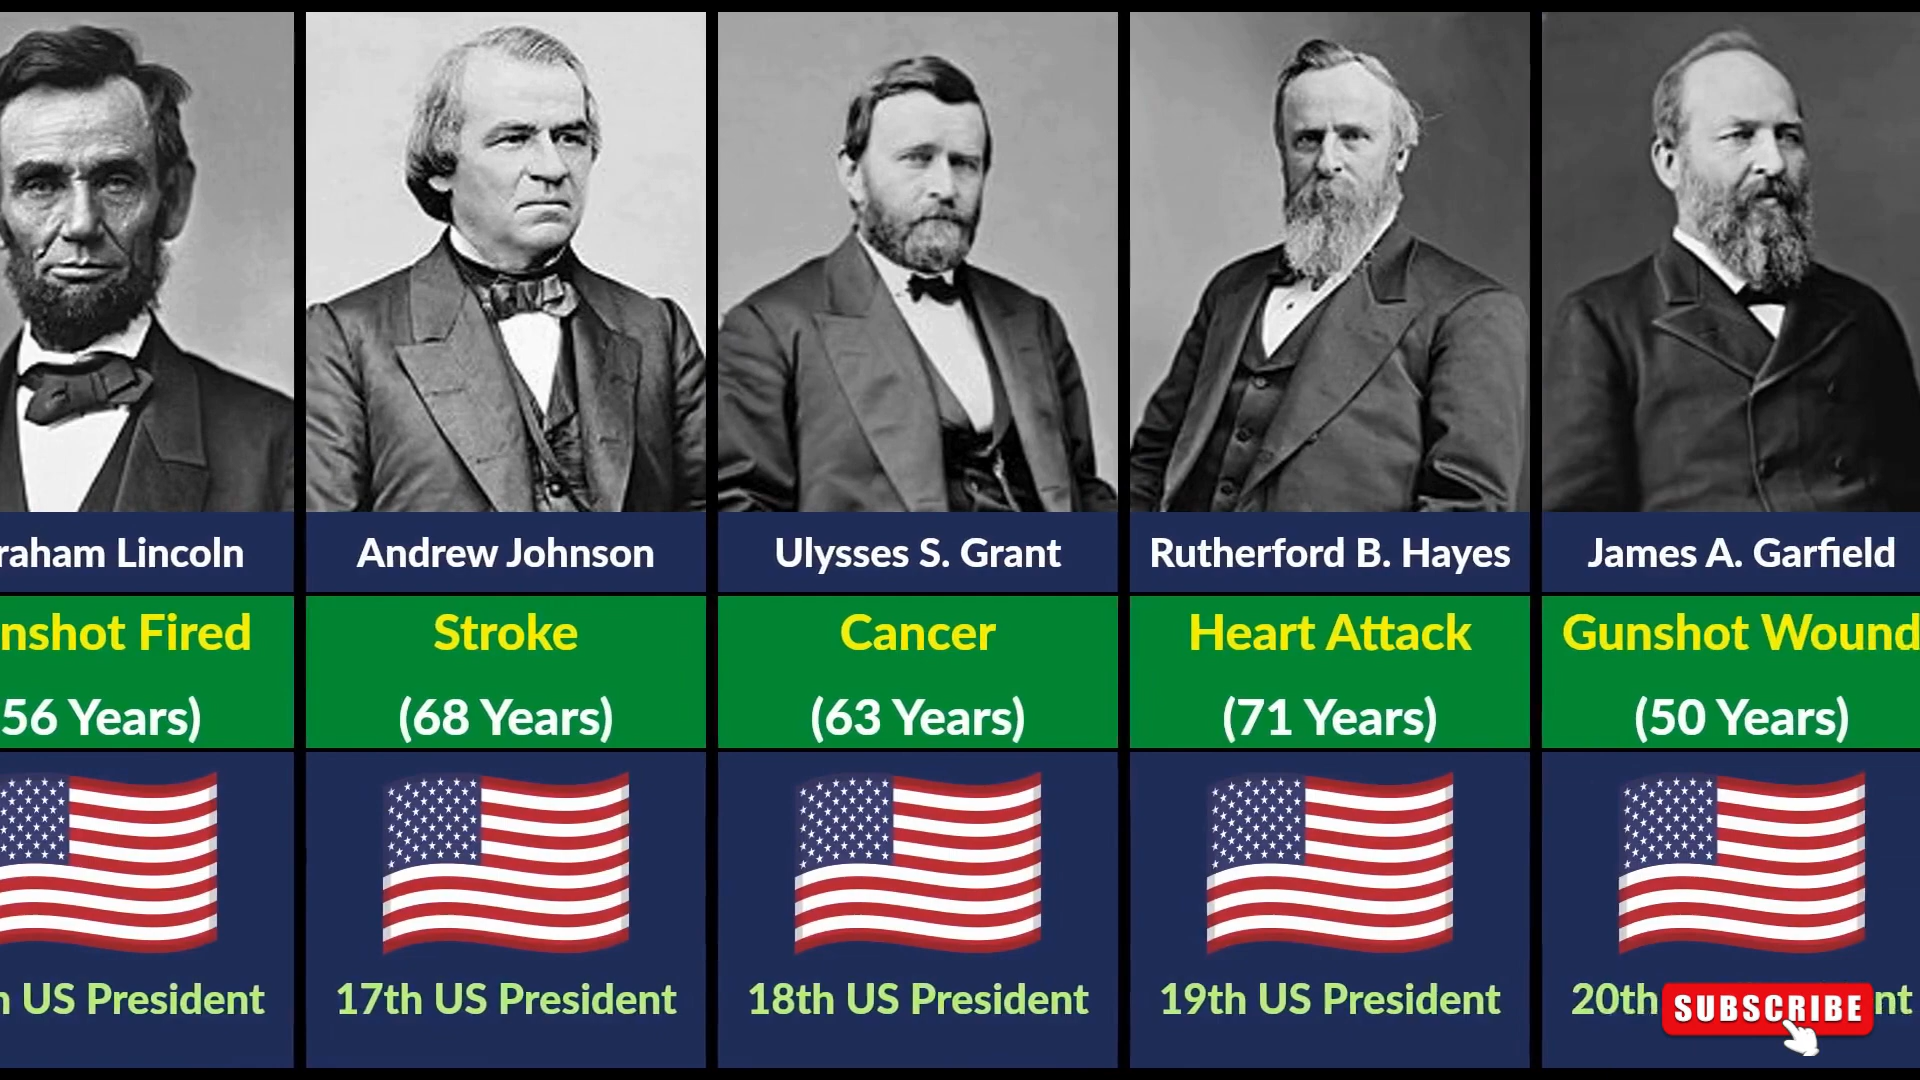 raham Lincoln
nshot Fired
56 Years)
h US President
Andrew Johnson
Stroke
(68 Years)
17th US President
Ulysses S. Grant
Cancer
(63 Years)
18th US President
Rutherford B. Hayes
Heart Attack
(71 Years)
19th US President
James A. Garfield
Gunshot Wound
(50 Years)
20th nt
SUBSCRIBE